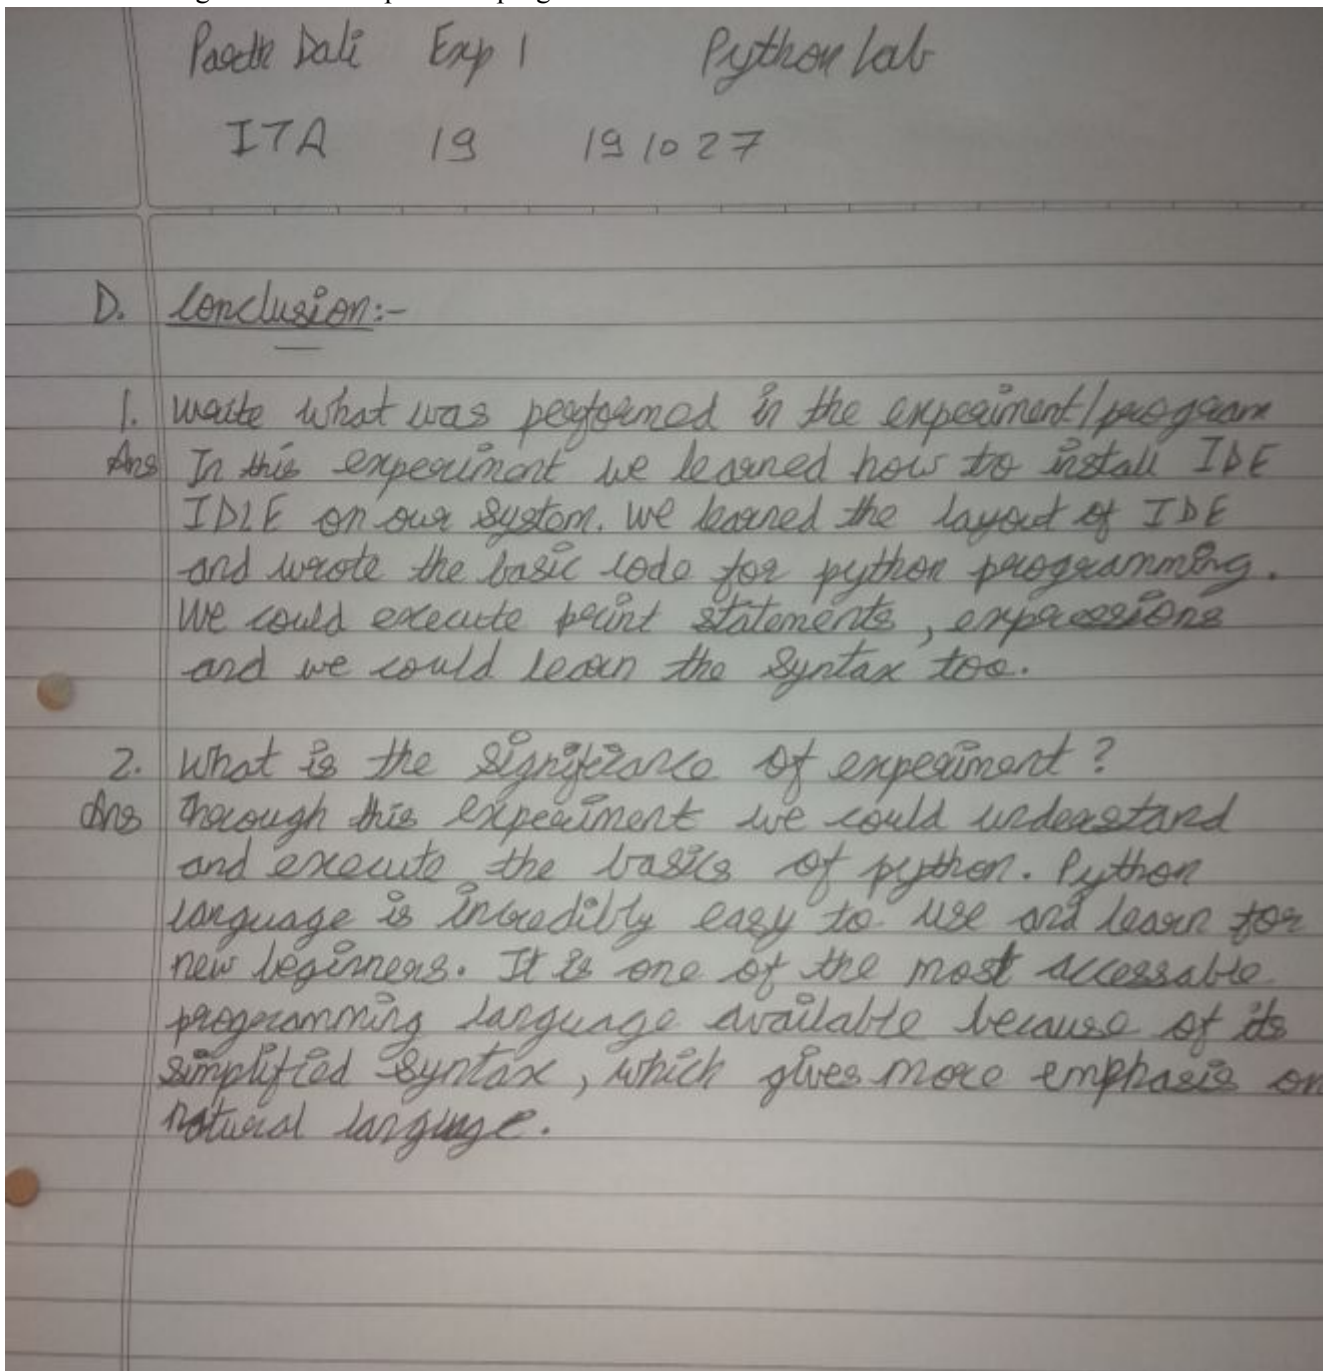 Parth Dali Exp 1 Python Lab
ITA 19 191027
D. Conclusion:-
1. write what was performed in the experiment/program
Ans In this experiment we learned how to install IDE
IDLE on our system. We learned the layout of IDE
and wrote the basic code for python programming.
We could execute print statements, expressions
and we could learn the syntax too.
2. What is the significance of experiment?
Ans Through this experiment we could understand
and execute the basics of python. Python
language is incredibly easy to use and learn for
new beginners. It is one of the most accessable
programming language available because of its
simplified syntax, which gives more emphasis on
natural language.